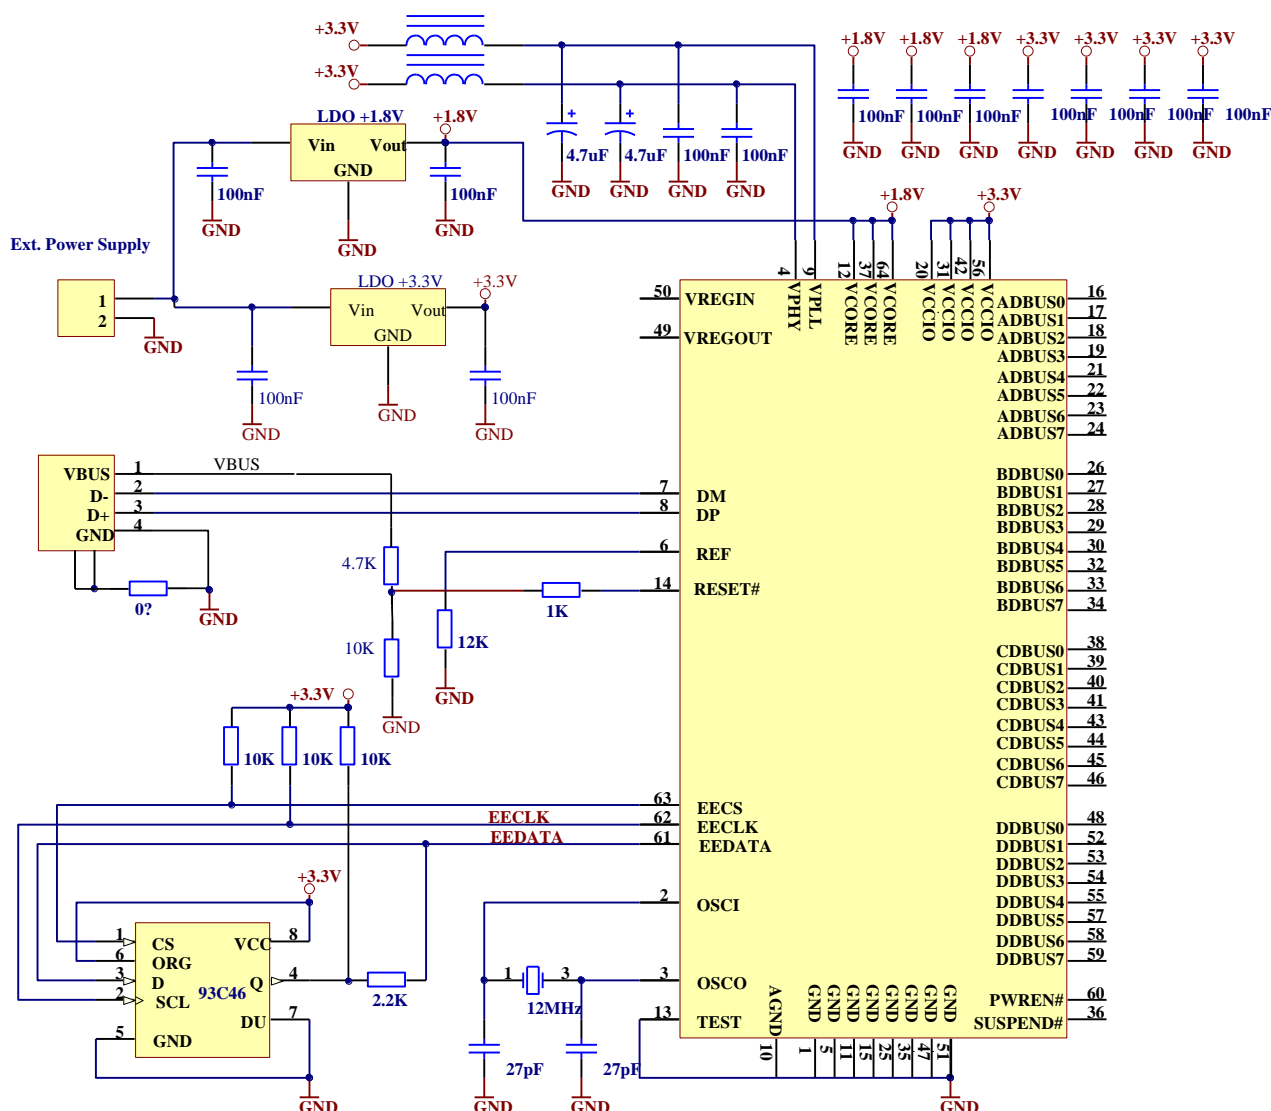 +3.3V
+3.3V
+1.8V +1.8V +1.8V +3.3V +3.3V +3.3V +3.3V
100nF 100nF 100nF 100nF 100nF 100nF 100nF
GND GND GND GND GND GND GND
LDO +1.8V
+1.8V
Vin Vout
GND
100nF
100nF
GND
GND
GND
4.7uF 4.7uF 100nF 100nF
GND GND GND GND
+1.8V
+3.3V
Ext. Power Supply
1
2
GND
LDO +3.3V
+3.3V
Vin Vout
GND
100nF
100nF
GND
GND
GND
4 9 12 37 64 20 31 42 56
VPHY VPLL VCORE VCORE VCORE VCCIO VCCIO VCCIO VCCIO
50 VREGIN
49 VREGOUT
ADBUS0 16
ADBUS1 17
ADBUS2 18
ADBUS3 19
ADBUS4 21
ADBUS5 22
ADBUS6 23
ADBUS7 24
BDBUS0 26
BDBUS1 27
BDBUS2 28
BDBUS3 29
BDBUS4 30
BDBUS5 32
BDBUS6 33
BDBUS7 34
CDBUS0 38
CDBUS1 39
CDBUS2 40
CDBUS3 41
CDBUS4 43
CDBUS5 44
CDBUS6 45
CDBUS7 46
DDBUS0 48
DDBUS1 52
DDBUS2 53
DDBUS3 54
DDBUS4 55
DDBUS5 57
DDBUS6 58
DDBUS7 59
PWREN# 60
SUSPEND# 36
VBUS 1 VBUS
D- 2
D+ 3
GND 4
0?
GND
7 DM
8 DP
6 REF
14 RESET#
4.7K
1K
10K
12K
GND
GND
+3.3V
10K 10K 10K
63 EECS
EECLK 62 EECLK
EEDATA 61 EEDATA
+3.3V
1 CS VCC 8
6 ORG
3 D Q 4
2 SCL
93C46
2.2K
DU 7
5 GND
GND
2 OSCI
1 3
12MHz
3 OSCO
13 TEST
27pF
27pF
GND
GND
AGND GND GND GND GND GND GND GND GND
10 1 5 11 15 25 35 47 51
GND